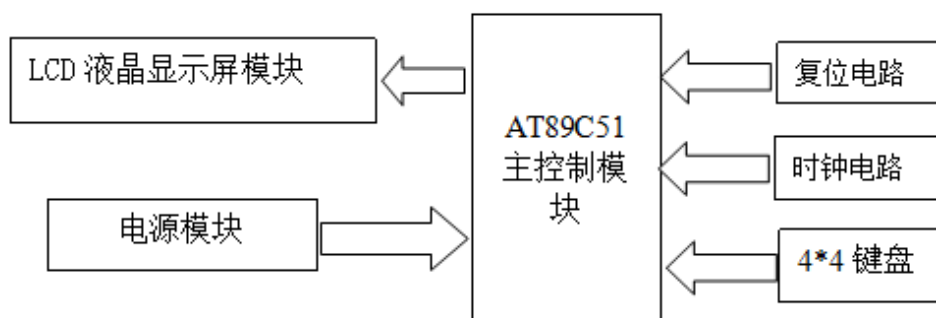 LCD 液晶显示屏模块
电源模块
AT89C51
主控制模
块
复位电路
时钟电路
4*4 键盘